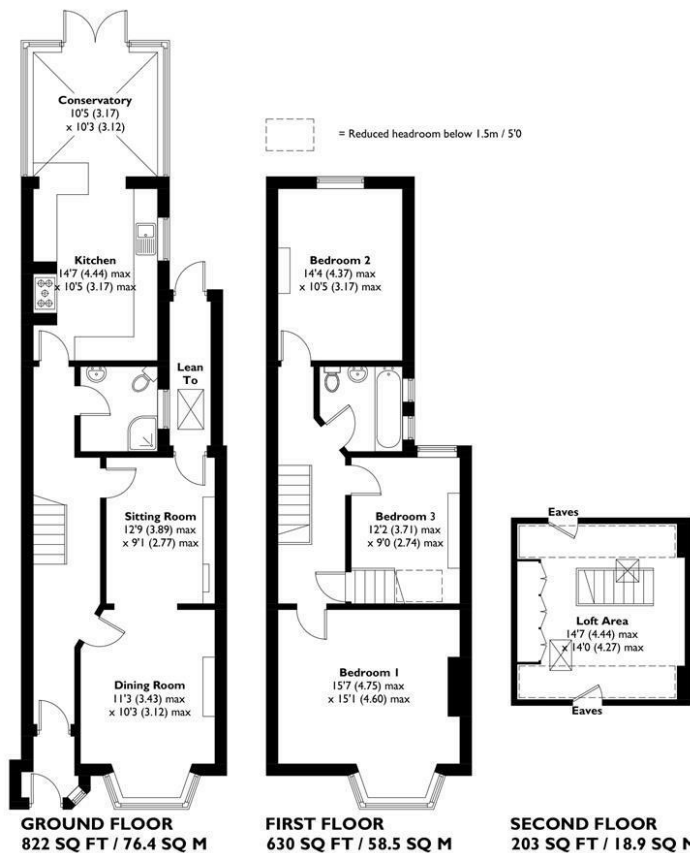 Conservatory
10'5 (3.17)
x 10'3 (3.12)
= Reduced headroom below 1.5m / 5'0
Kitchen
14'7 (4.44) max
x 10'5 (3.17) max
Lean
To
Sitting Room
12'9 (3.89) max
x 9'1 (2.77) max
Dining Room
11'3 (3.43) max
x 10'3 (3.12) max
GROUND FLOOR
822 SQ FT / 76.4 SQ M
Bedroom 2
14'4 (4.37) max
x 10'5 (3.17) max
Bedroom 3
12'2 (3.71) max
x 9'0 (2.74) max
Bedroom 1
15'7 (4.75) max
x 15'1 (4.60) max
FIRST FLOOR
630 SQ FT / 58.5 SQ M
Eaves
Loft Area
14'7 (4.44) max
x 14'0 (4.27) max
Eaves
SECOND FLOOR
203 SQ FT / 18.9 SQ M